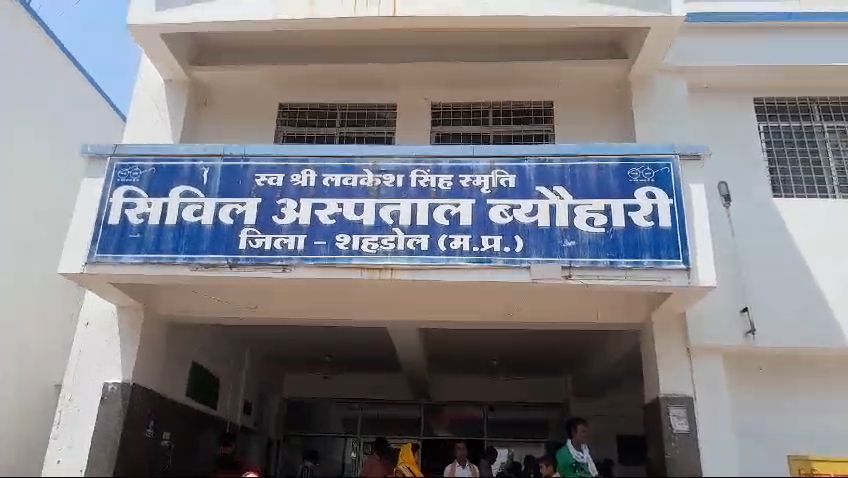 स्व श्री लवकेश सिंह स्मृति
सिविल अस्पताल ब्यौहारी
जिला - शहडोल (म.प्र.)